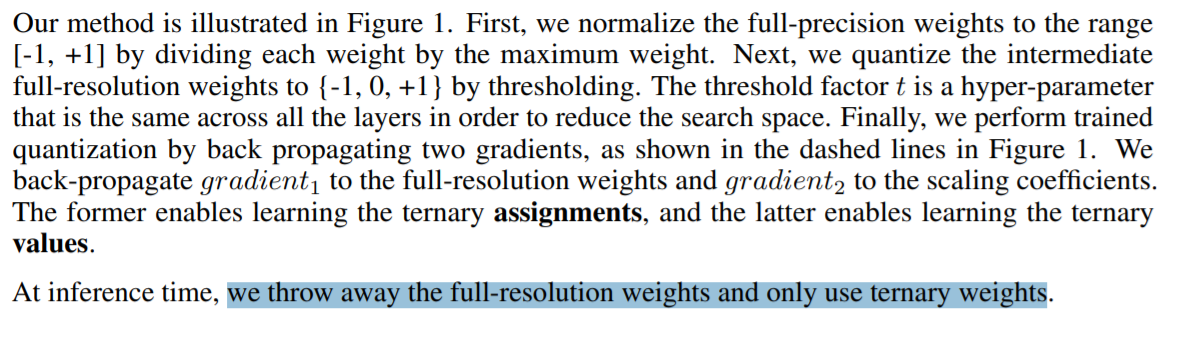 Our method is illustrated in Figure 1. First, we normalize the full-precision weights to the range
[-1, +1] by dividing each weight by the maximum weight. Next, we quantize the intermediate
full-resolution weights to {-1, 0, +1} by thresholding. The threshold factor t is a hyper-parameter
that is the same across all the layers in order to reduce the search space. Finally, we perform trained
quantization by back propagating two gradients, as shown in the dashed lines in Figure 1. We
back-propagate gradient₁ to the full-resolution weights and gradient₂ to the scaling coefficients.
The former enables learning the ternary assignments, and the latter enables learning the ternary
values.
At inference time, we throw away the full-resolution weights and only use ternary weights.